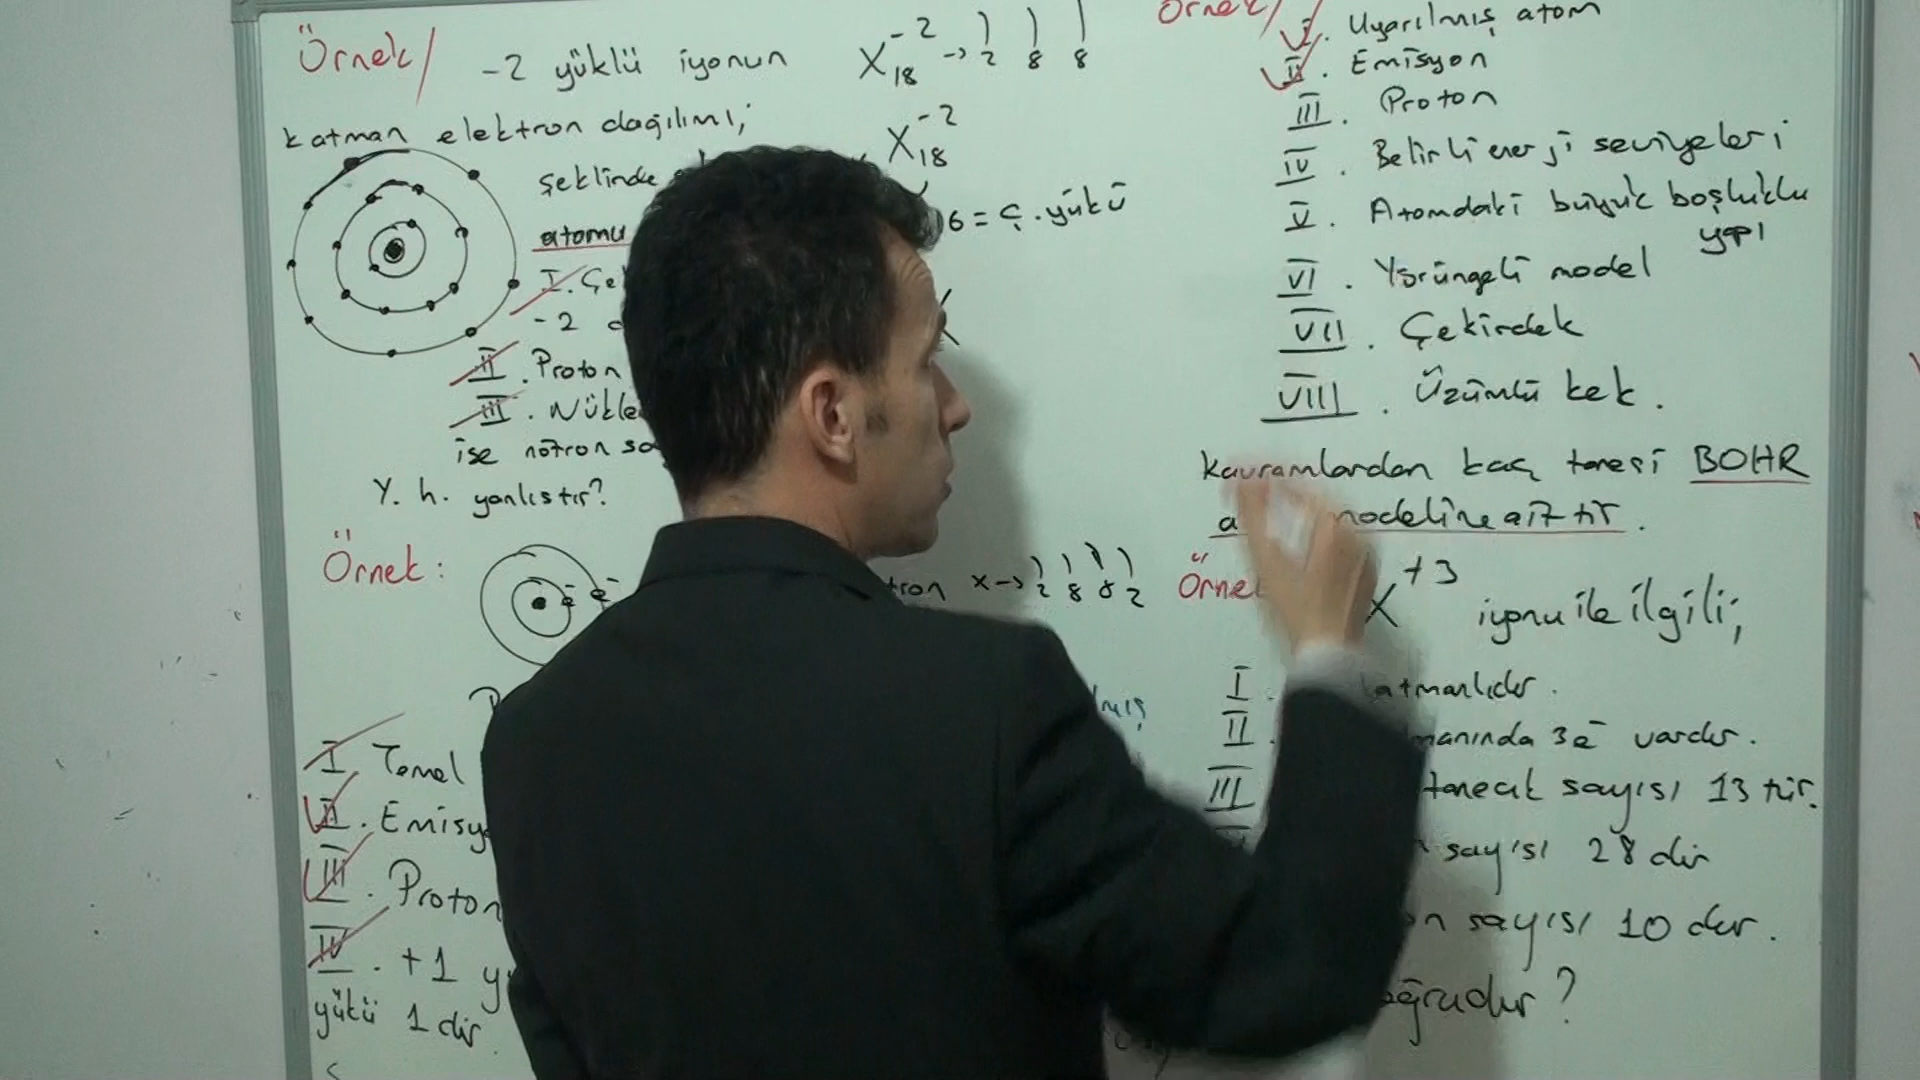 Örnek/ -2 yüklü iyonun X18^-2 → 2 8 8
katman elektron dağılımı;
X18^-2
şeklinde
atomu
16 = Ç. yükü
I. Çe
-2
II. Proton
III. Nükle
ise nötron sa
Y. h. yanlıştır?
Örnek:
e- e-
tron X → 2 8 8 2
I. Temel
II. Emisy
III. Proton
IV. +1 y
yükü 1 dir
Örnek/ I. Uyarılmış atom
II. Emisyon
III. Proton
IV. Belirli enerji seviyeleri
V. Atomdaki büyük boşluklu
yapı
VI. Yörüngeli model
VII. Çekirdek
VIII. Üzümlü kek.
kavramlardan kaç tanesi BOHR
a modeline aittir.
Örne X^+3 iyonu ile ilgili;
I. katmanlıdır.
II. manında 3e- vardır.
III tanecik sayısı 13 tür.
sayısı 28 dir
n sayısı 10 dur.
oğrudur?